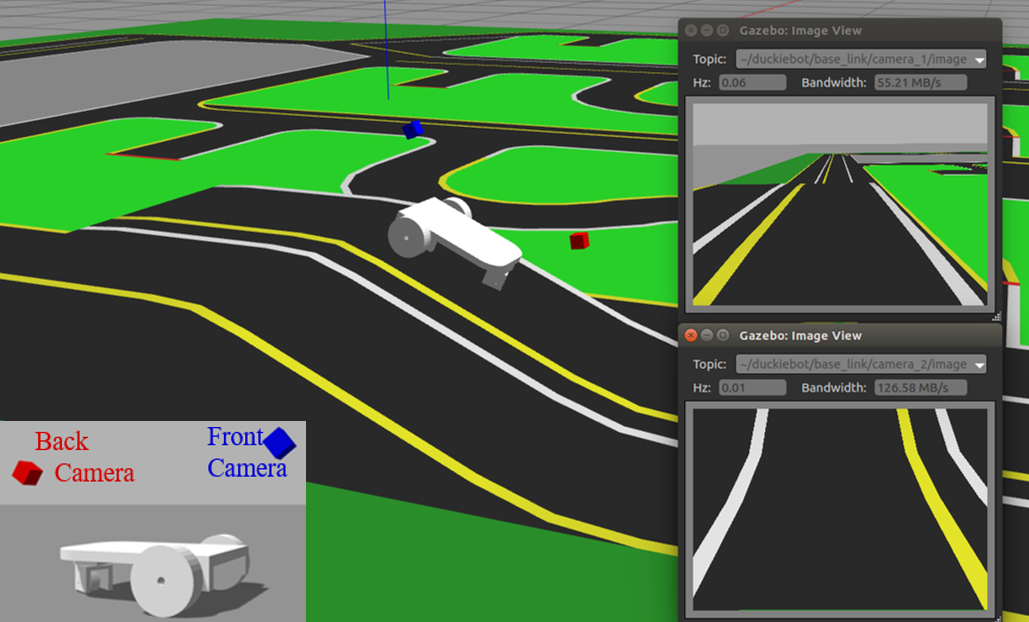 Gazebo: Image View
Topic: ~/duckiebot/base_link/camera_1/image
Hz: 0.06 Bandwidth: 55.21 MB/s
Gazebo: Image View
Topic: ~/duckiebot/base_link/camera_2/image
Hz: 0.01 Bandwidth: 126.58 MB/s
Back
Camera
Front
Camera